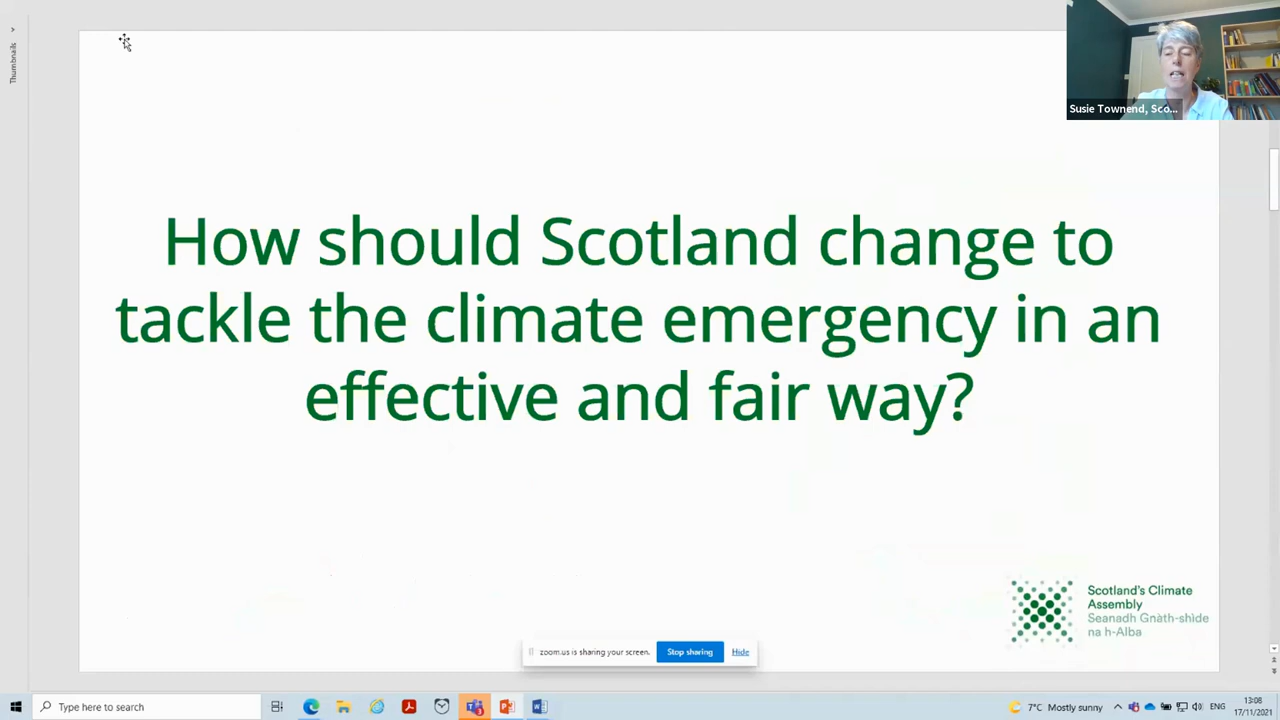 Thumbnails
Susie Townend, Sco...
How should Scotland change to
tackle the climate emergency in an
effective and fair way?
Scotland's Climate
Assembly
Seanadh Gnàth-shìde
na h-Alba
zoom.us is sharing your screen.
Stop sharing
Hide
Type here to search
7°C Mostly sunny
ENG
13:08
17/11/2021